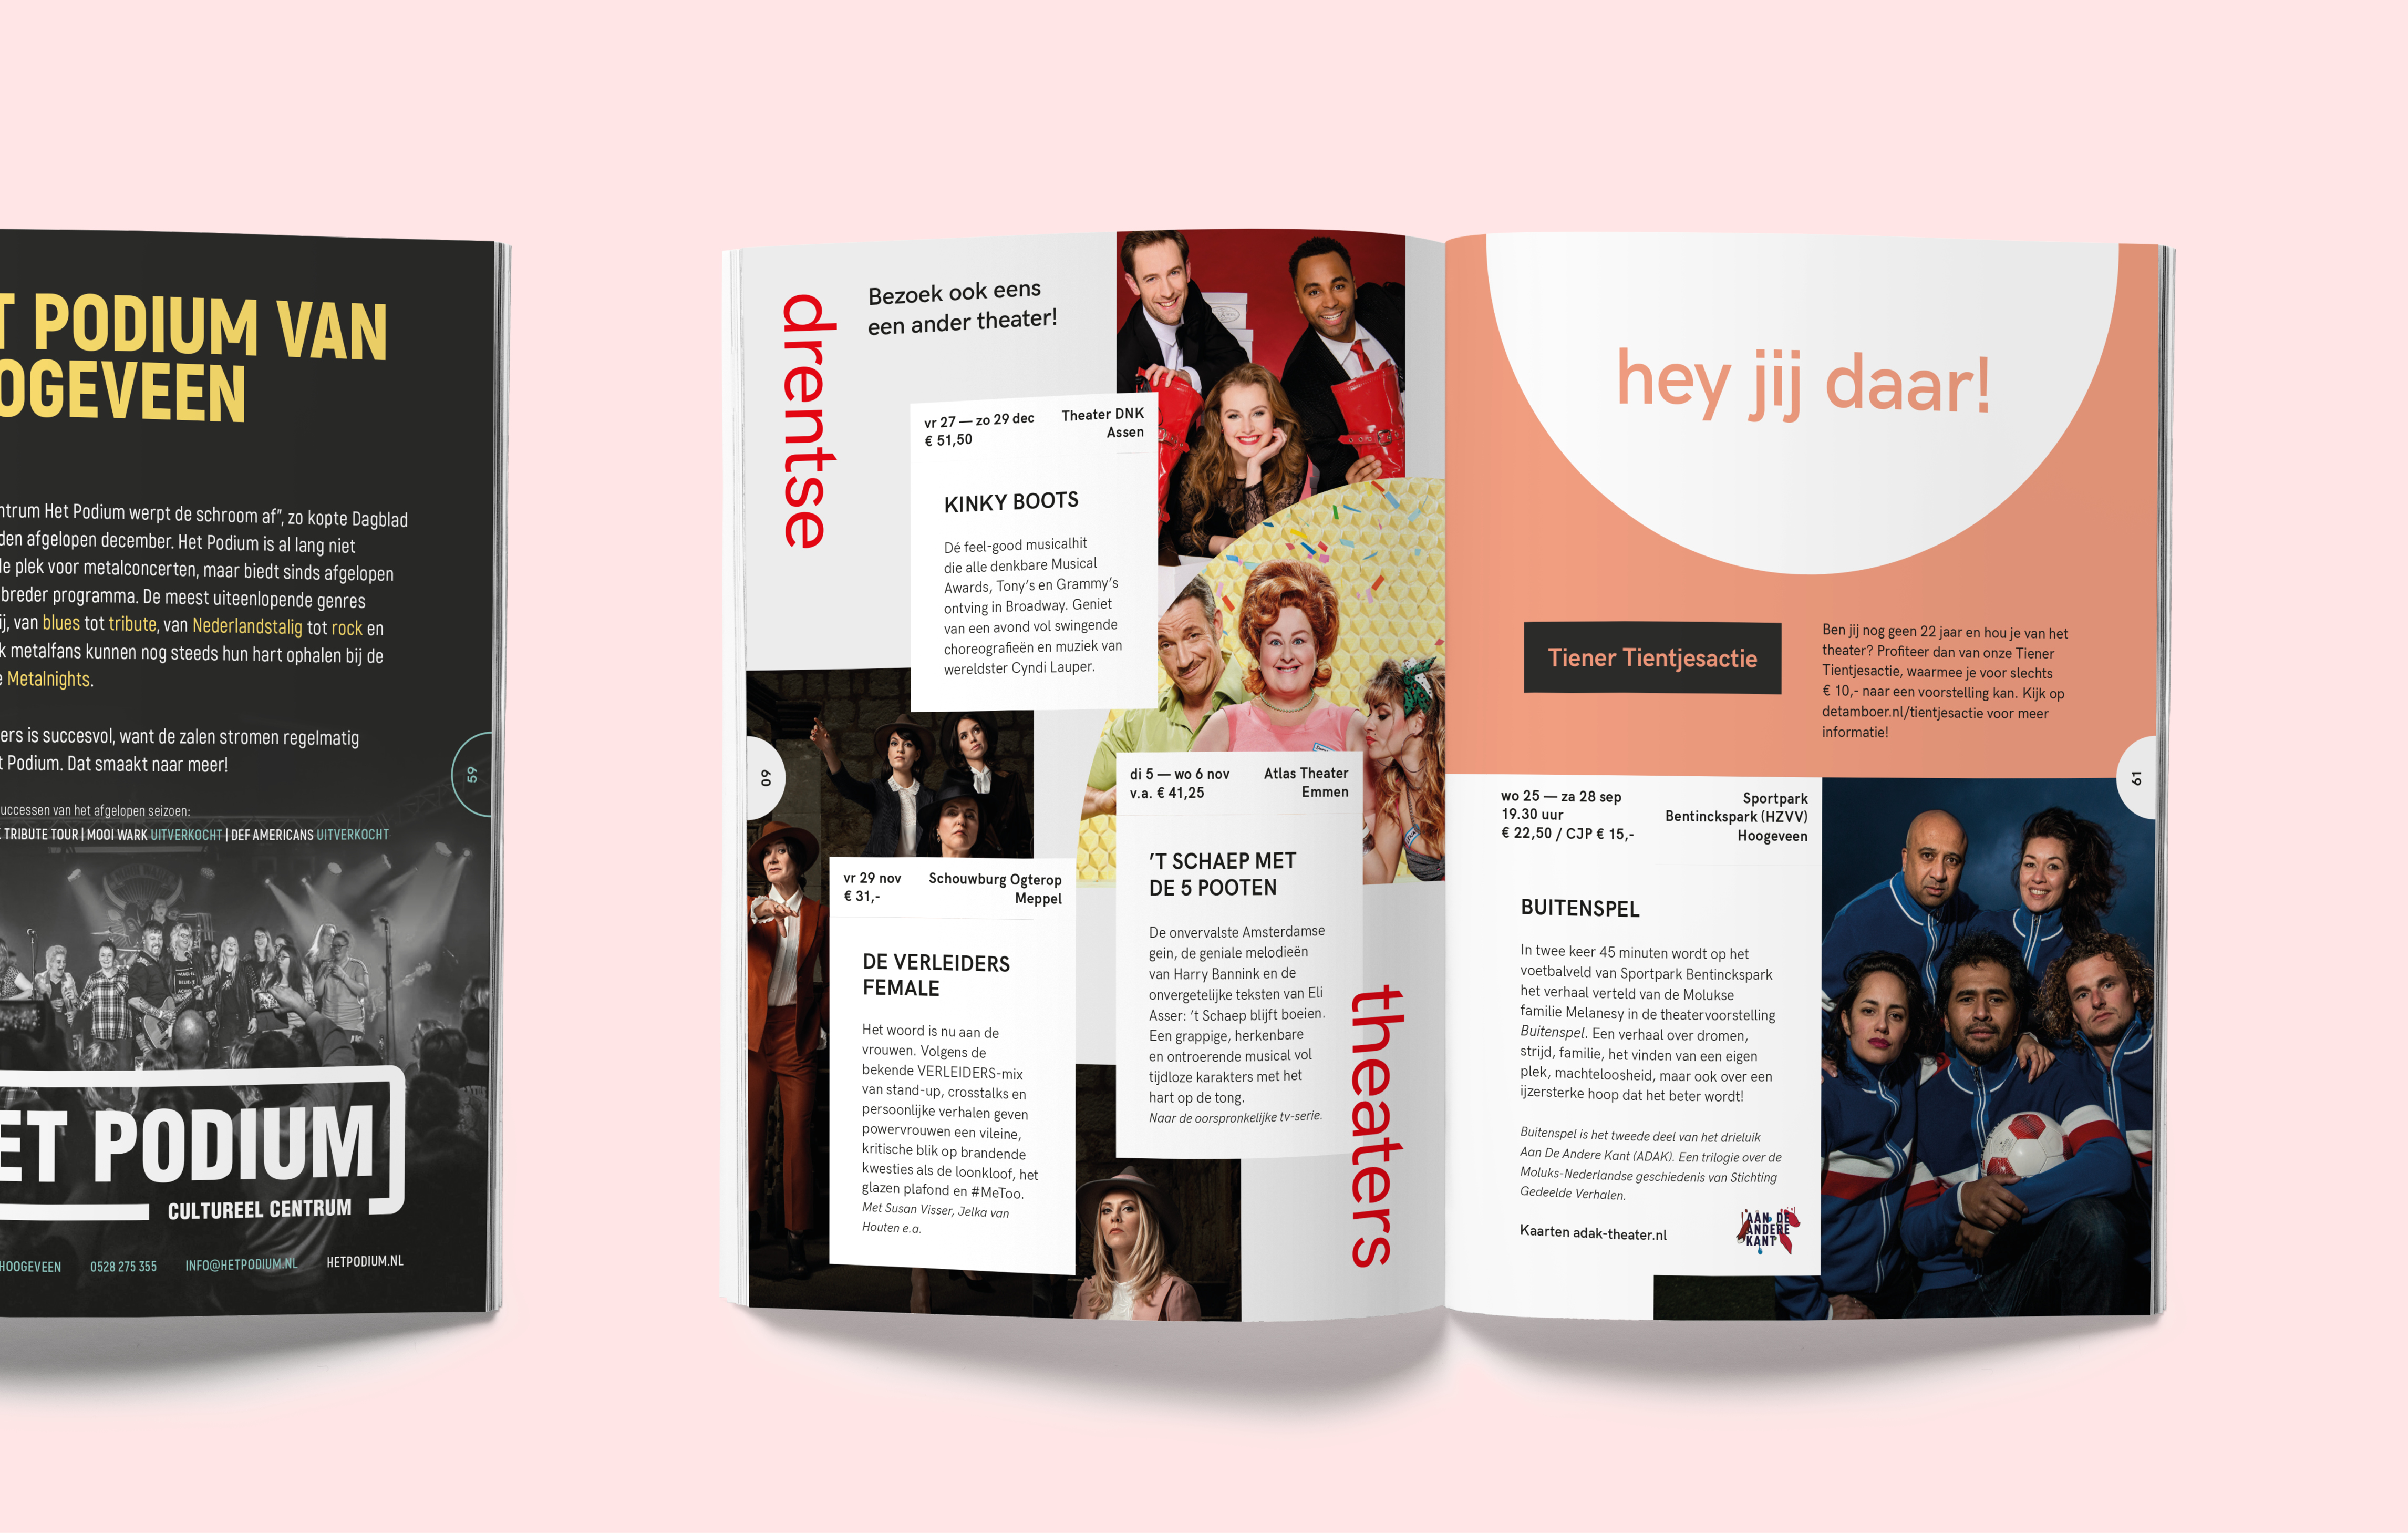 T PODIUM VAN
OGEVEEN
ntrum Het Podium werpt de schroom af”, zo kopte Dagblad
den afgelopen december. Het Podium is al lang niet
de plek voor metalconcerten, maar biedt sinds afgelopen
breder programma. De meest uiteenlopende genres
ij, van blues tot tribute, van Nederlandstalig tot rock en
k metalfans kunnen nog steeds hun hart ophalen bij de
e Metalnights.
ers is succesvol, want de zalen stromen regelmatig
t Podium. Dat smaakt naar meer!
uccessen van het afgelopen seizoen:
TRIBUTE TOUR | MOOI WARK UITVERKOCHT | DEF AMERICANS UITVERKOCHT
59
ET PODIUM
CULTUREEL CENTRUM
HOOGEVEEN 0528 275 355 INFO@HETPODIUM.NL HETPODIUM.NL
drentse
Bezoek ook eens
een ander theater!
vr 27 — zo 29 dec
€ 51,50
Theater DNK
Assen
KINKY BOOTS
Dé feel-good musicalhit
die alle denkbare Musical
Awards, Tony’s en Grammy’s
ontving in Broadway. Geniet
van een avond vol swingende
choreografieën en muziek van
wereldster Cyndi Lauper.
60
di 5 — wo 6 nov
v.a. € 41,25
Atlas Theater
Emmen
’T SCHAEP MET
DE 5 POOTEN
De onvervalste Amsterdamse
gein, de geniale melodieën
van Harry Bannink en de
onvergetelijke teksten van Eli
Asser: ’t Schaep blijft boeien.
Een grappige, herkenbare
en ontroerende musical vol
tijdloze karakters met het
hart op de tong.
Naar de oorspronkelijke tv-serie.
vr 29 nov
€ 31,-
Schouwburg Ogterop
Meppel
DE VERLEIDERS
FEMALE
Het woord is nu aan de
vrouwen. Volgens de
bekende VERLEIDERS-mix
van stand-up, crosstalks en
persoonlijke verhalen geven
powervrouwen een vileine,
kritische blik op brandende
kwesties als de loonkloof, het
glazen plafond en #MeToo.
Met Susan Visser, Jelka van
Houten e.a.
theaters
hey jij daar!
Tiener Tientjesactie
Ben jij nog geen 22 jaar en hou je van het
theater? Profiteer dan van onze Tiener
Tientjesactie, waarmee je voor slechts
€ 10,- naar een voorstelling kan. Kijk op
detamboer.nl/tientjesactie voor meer
informatie!
61
wo 25 — za 28 sep
19.30 uur
€ 22,50 / CJP € 15,-
Sportpark
Bentinckspark (HZVV)
Hoogeveen
BUITENSPEL
In twee keer 45 minuten wordt op het
voetbalveld van Sportpark Bentinckspark
het verhaal verteld van de Molukse
familie Melanesy in de theatervoorstelling
Buitenspel. Een verhaal over dromen,
strijd, familie, het vinden van een eigen
plek, machteloosheid, maar ook over een
ijzersterke hoop dat het beter wordt!
Buitenspel is het tweede deel van het drieluik
Aan De Andere Kant (ADAK). Een trilogie over de
Moluks-Nederlandse geschiedenis van Stichting
Gedeelde Verhalen.
Kaarten adak-theater.nl
AAN DE
ANDERE
KANT